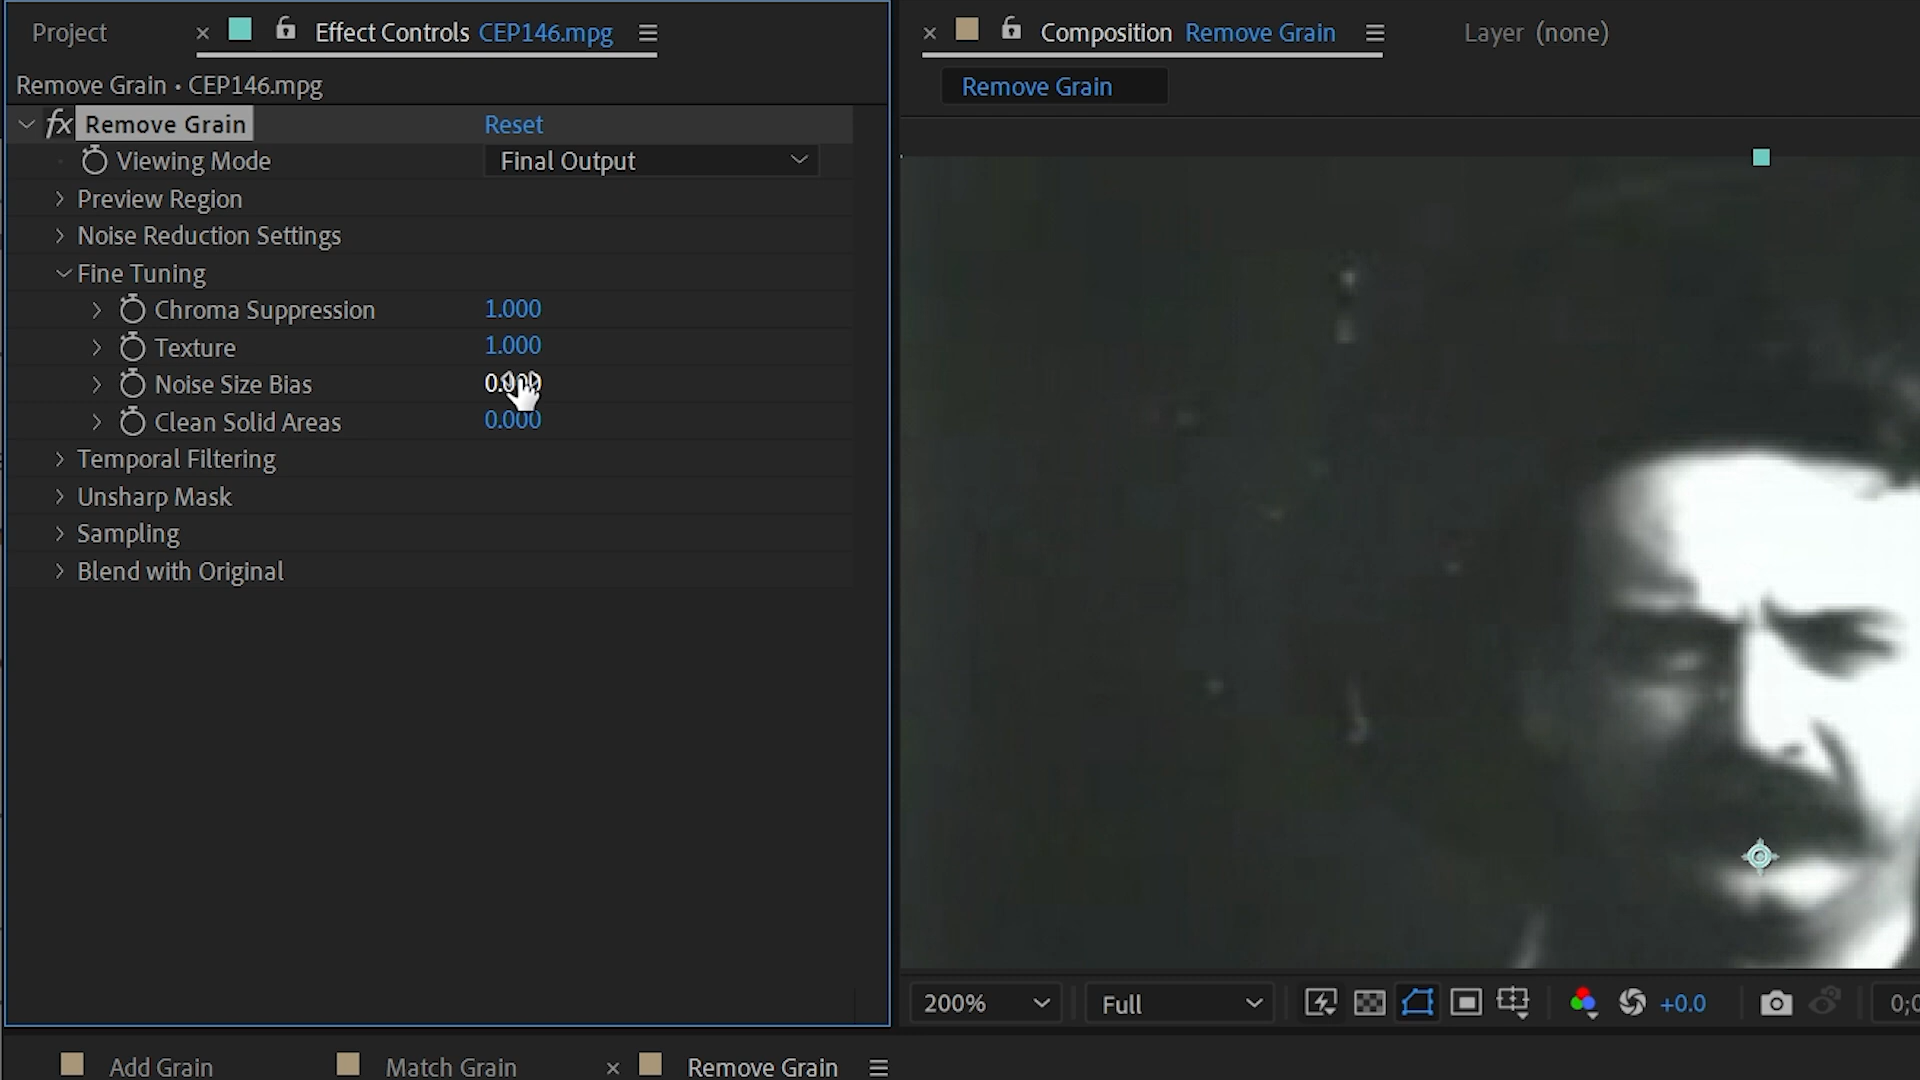 Project
Effect Controls CEP146.mpg
Composition Remove Grain
Layer (none)
Remove Grain • CEP146.mpg
Remove Grain
fx Remove Grain
Reset
Viewing Mode
Final Output
Preview Region
Noise Reduction Settings
Fine Tuning
Chroma Suppression
1.000
Texture
1.000
Noise Size Bias
Clean Solid Areas
0.000
Temporal Filtering
Unsharp Mask
Sampling
Blend with Original
200%
Full
+0.0
Add Grain
Match Grain
Remove Grain